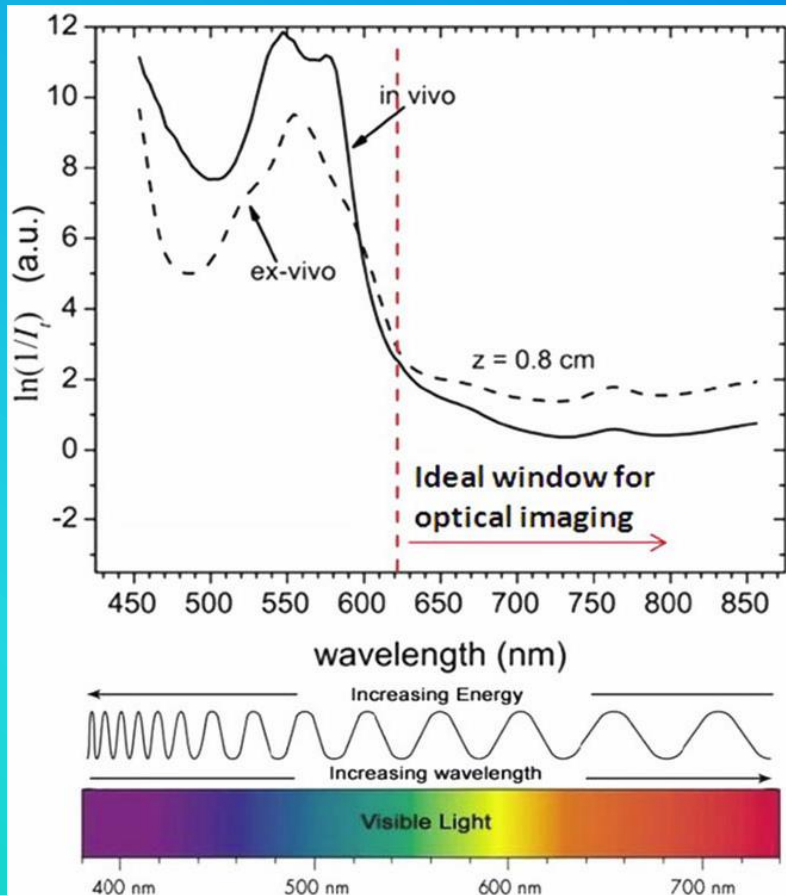 12
10
8
6
4
2
0
-2
ln(1/Iₜ) (a.u.)
in vivo
ex-vivo
z = 0.8 cm
Ideal window for
optical imaging
450 500 550 600 650 700 750 800 850
wavelength (nm)
Increasing Energy
Increasing wavelength
Visible Light
400 nm 500 nm 600 nm 700 nm